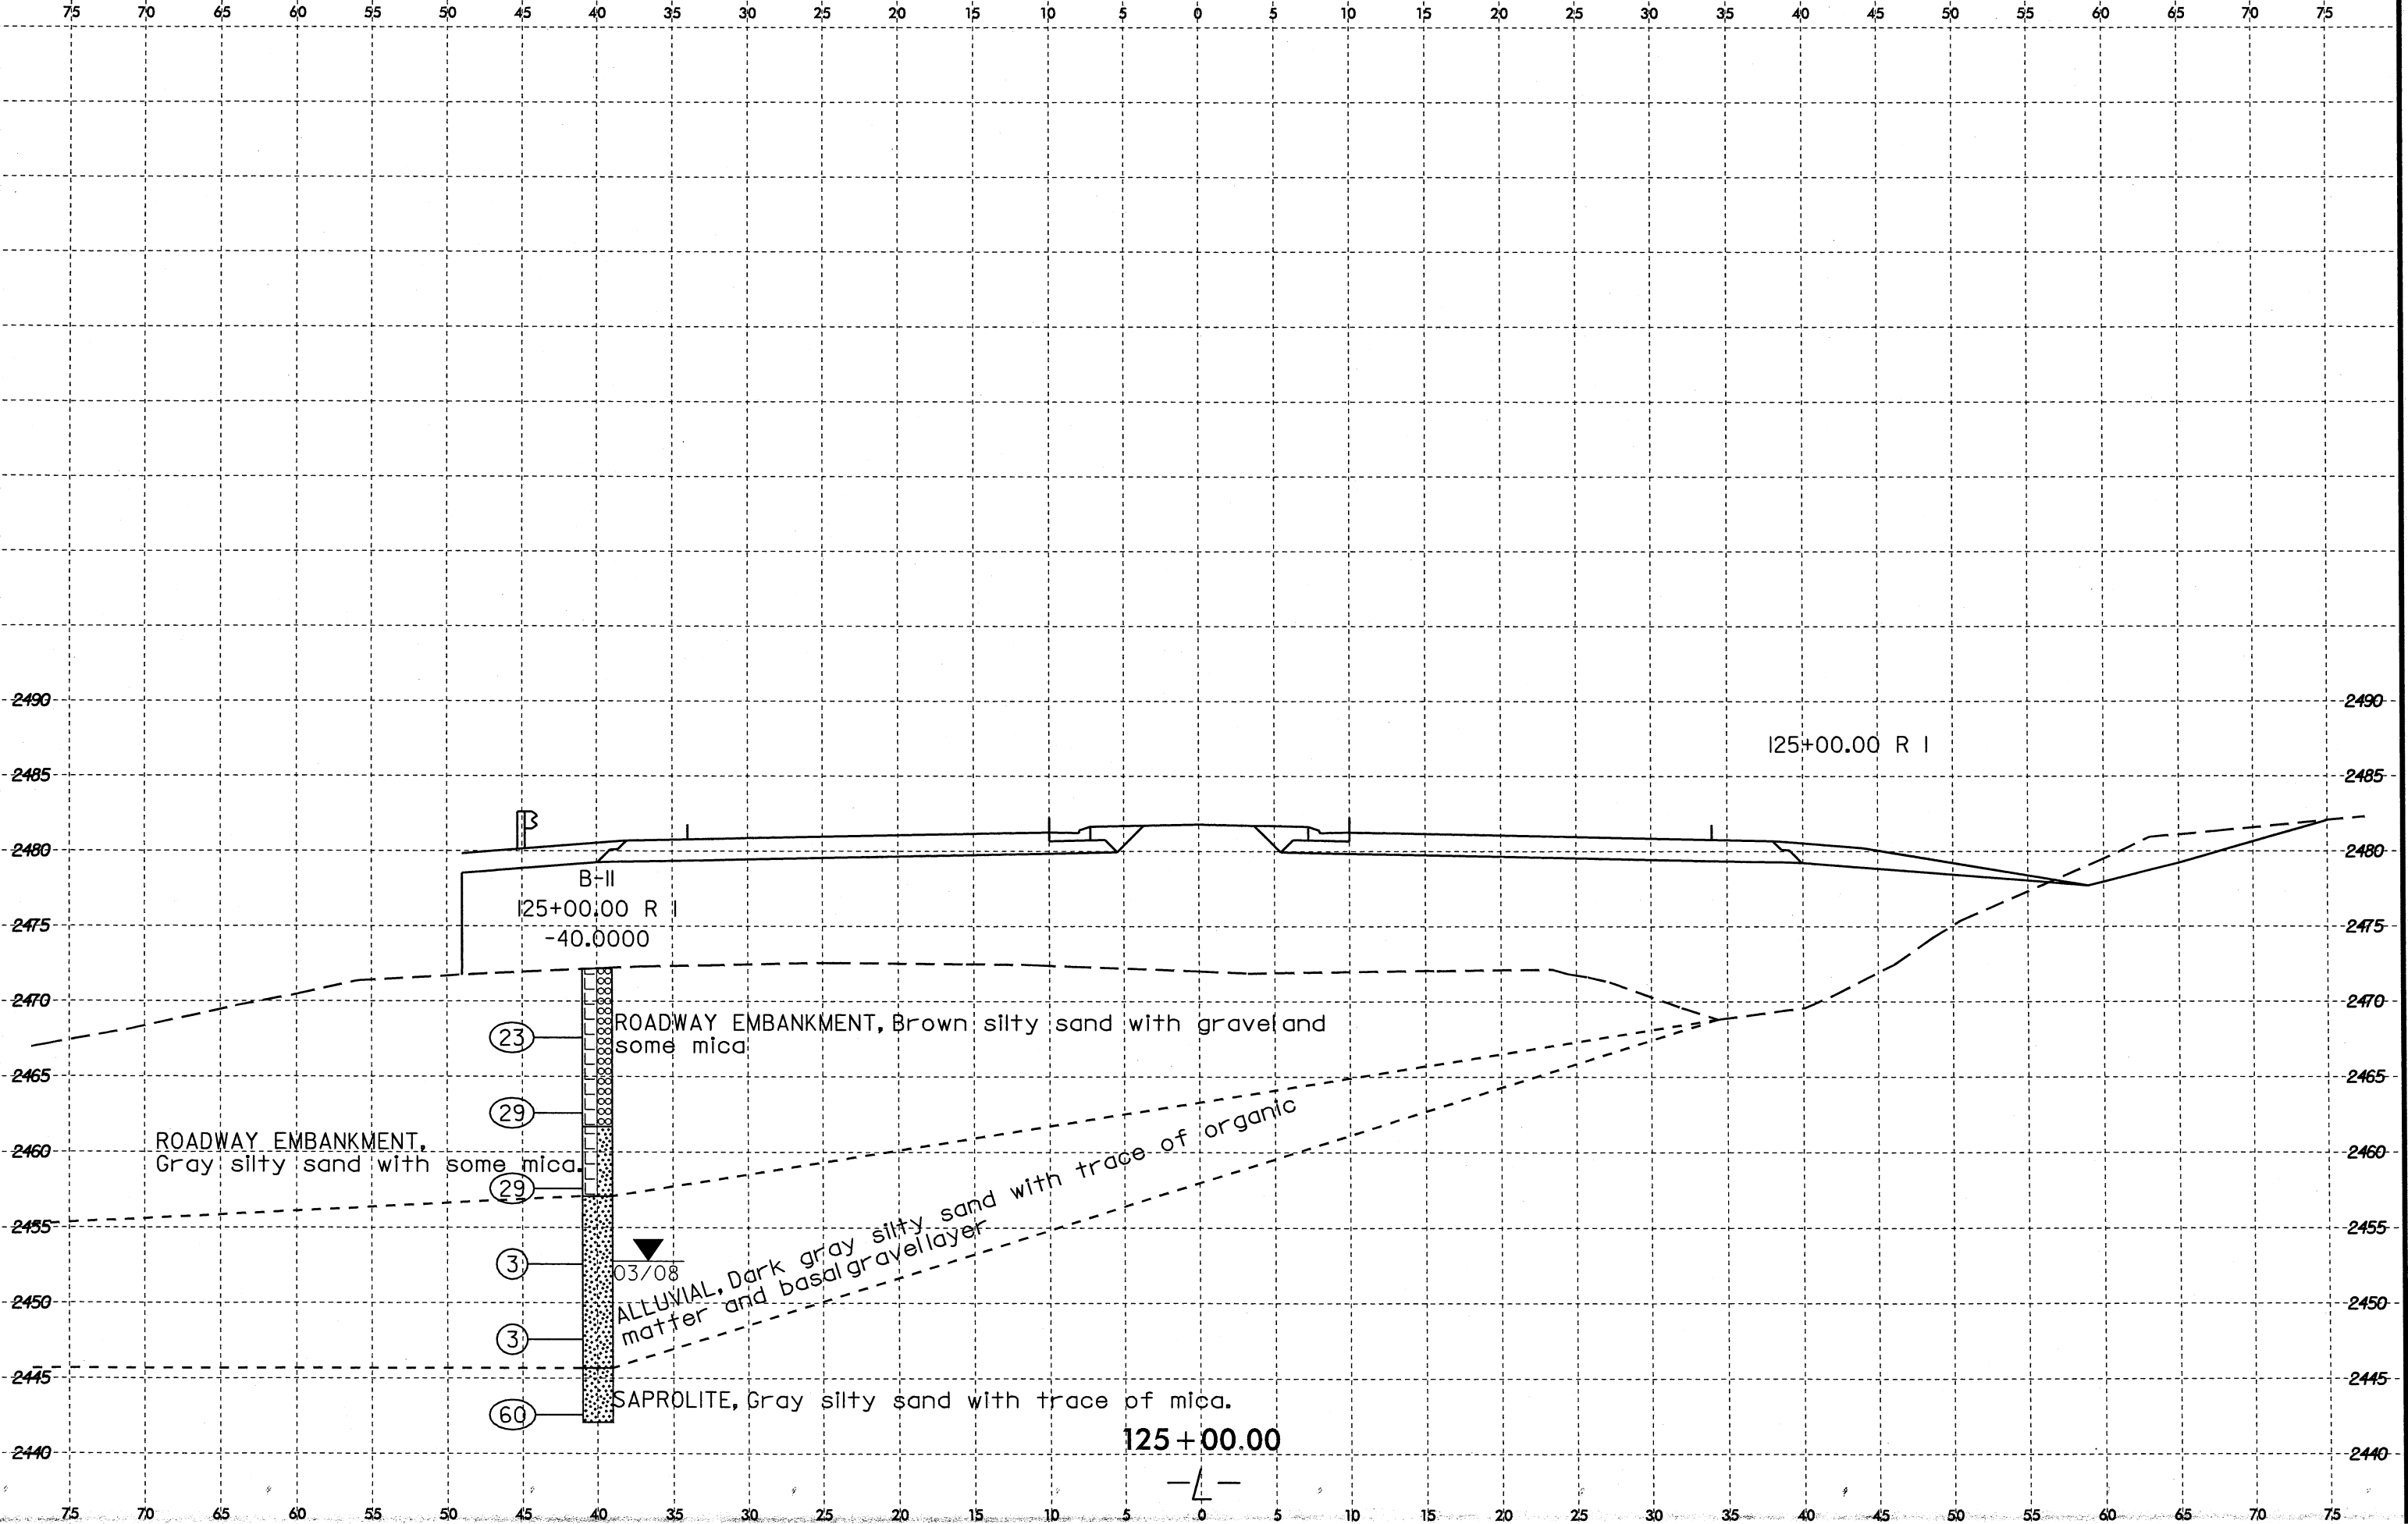 75 70 65 60 55 50 45 40 35 30 25 20 15 10 5 0 5 10 15 20 25 30 35 40 45 50 55 60 65 70 75
2490 2490
125+00.00 R 1
2485 2485
2480 2480
B-11
125+00.00 R 1
2475 2475
-40.0000
2470 2470
ROADWAY EMBANKMENT, Brown silty sand with gravel and
23
some mica
2465 2465
29
ROADWAY EMBANKMENT,
2460 2460
Gray silty sand with some mica.
29
2455 2455
3
03/08
ALLUVIAL, Dark gray silty sand with trace of organic
matter and basal gravel layer
2450 2450
3
2445 2445
SAPROLITE, Gray silty sand with trace of mica.
60
125+00.00
2440 2440
-L-
75 70 65 60 55 50 45 40 35 30 25 20 15 10 5 0 5 10 15 20 25 30 35 40 45 50 55 60 65 70 75